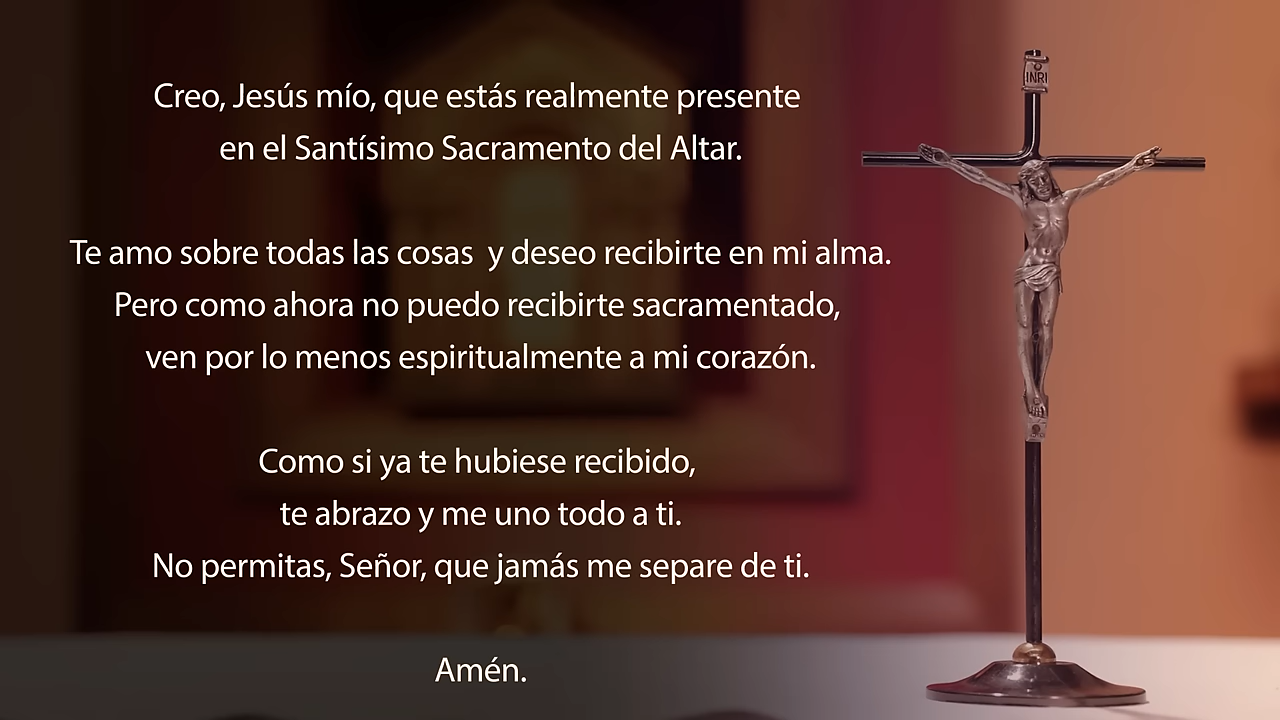 Creo, Jesús mío, que estás realmente presente
en el Santísimo Sacramento del Altar.
Te amo sobre todas las cosas  y deseo recibirte en mi alma.
Pero como ahora no puedo recibirte sacramentado,
ven por lo menos espiritualmente a mi corazón.
Como si ya te hubiese recibido,
te abrazo y me uno todo a ti.
No permitas, Señor, que jamás me separe de ti.
Amén.
INRI